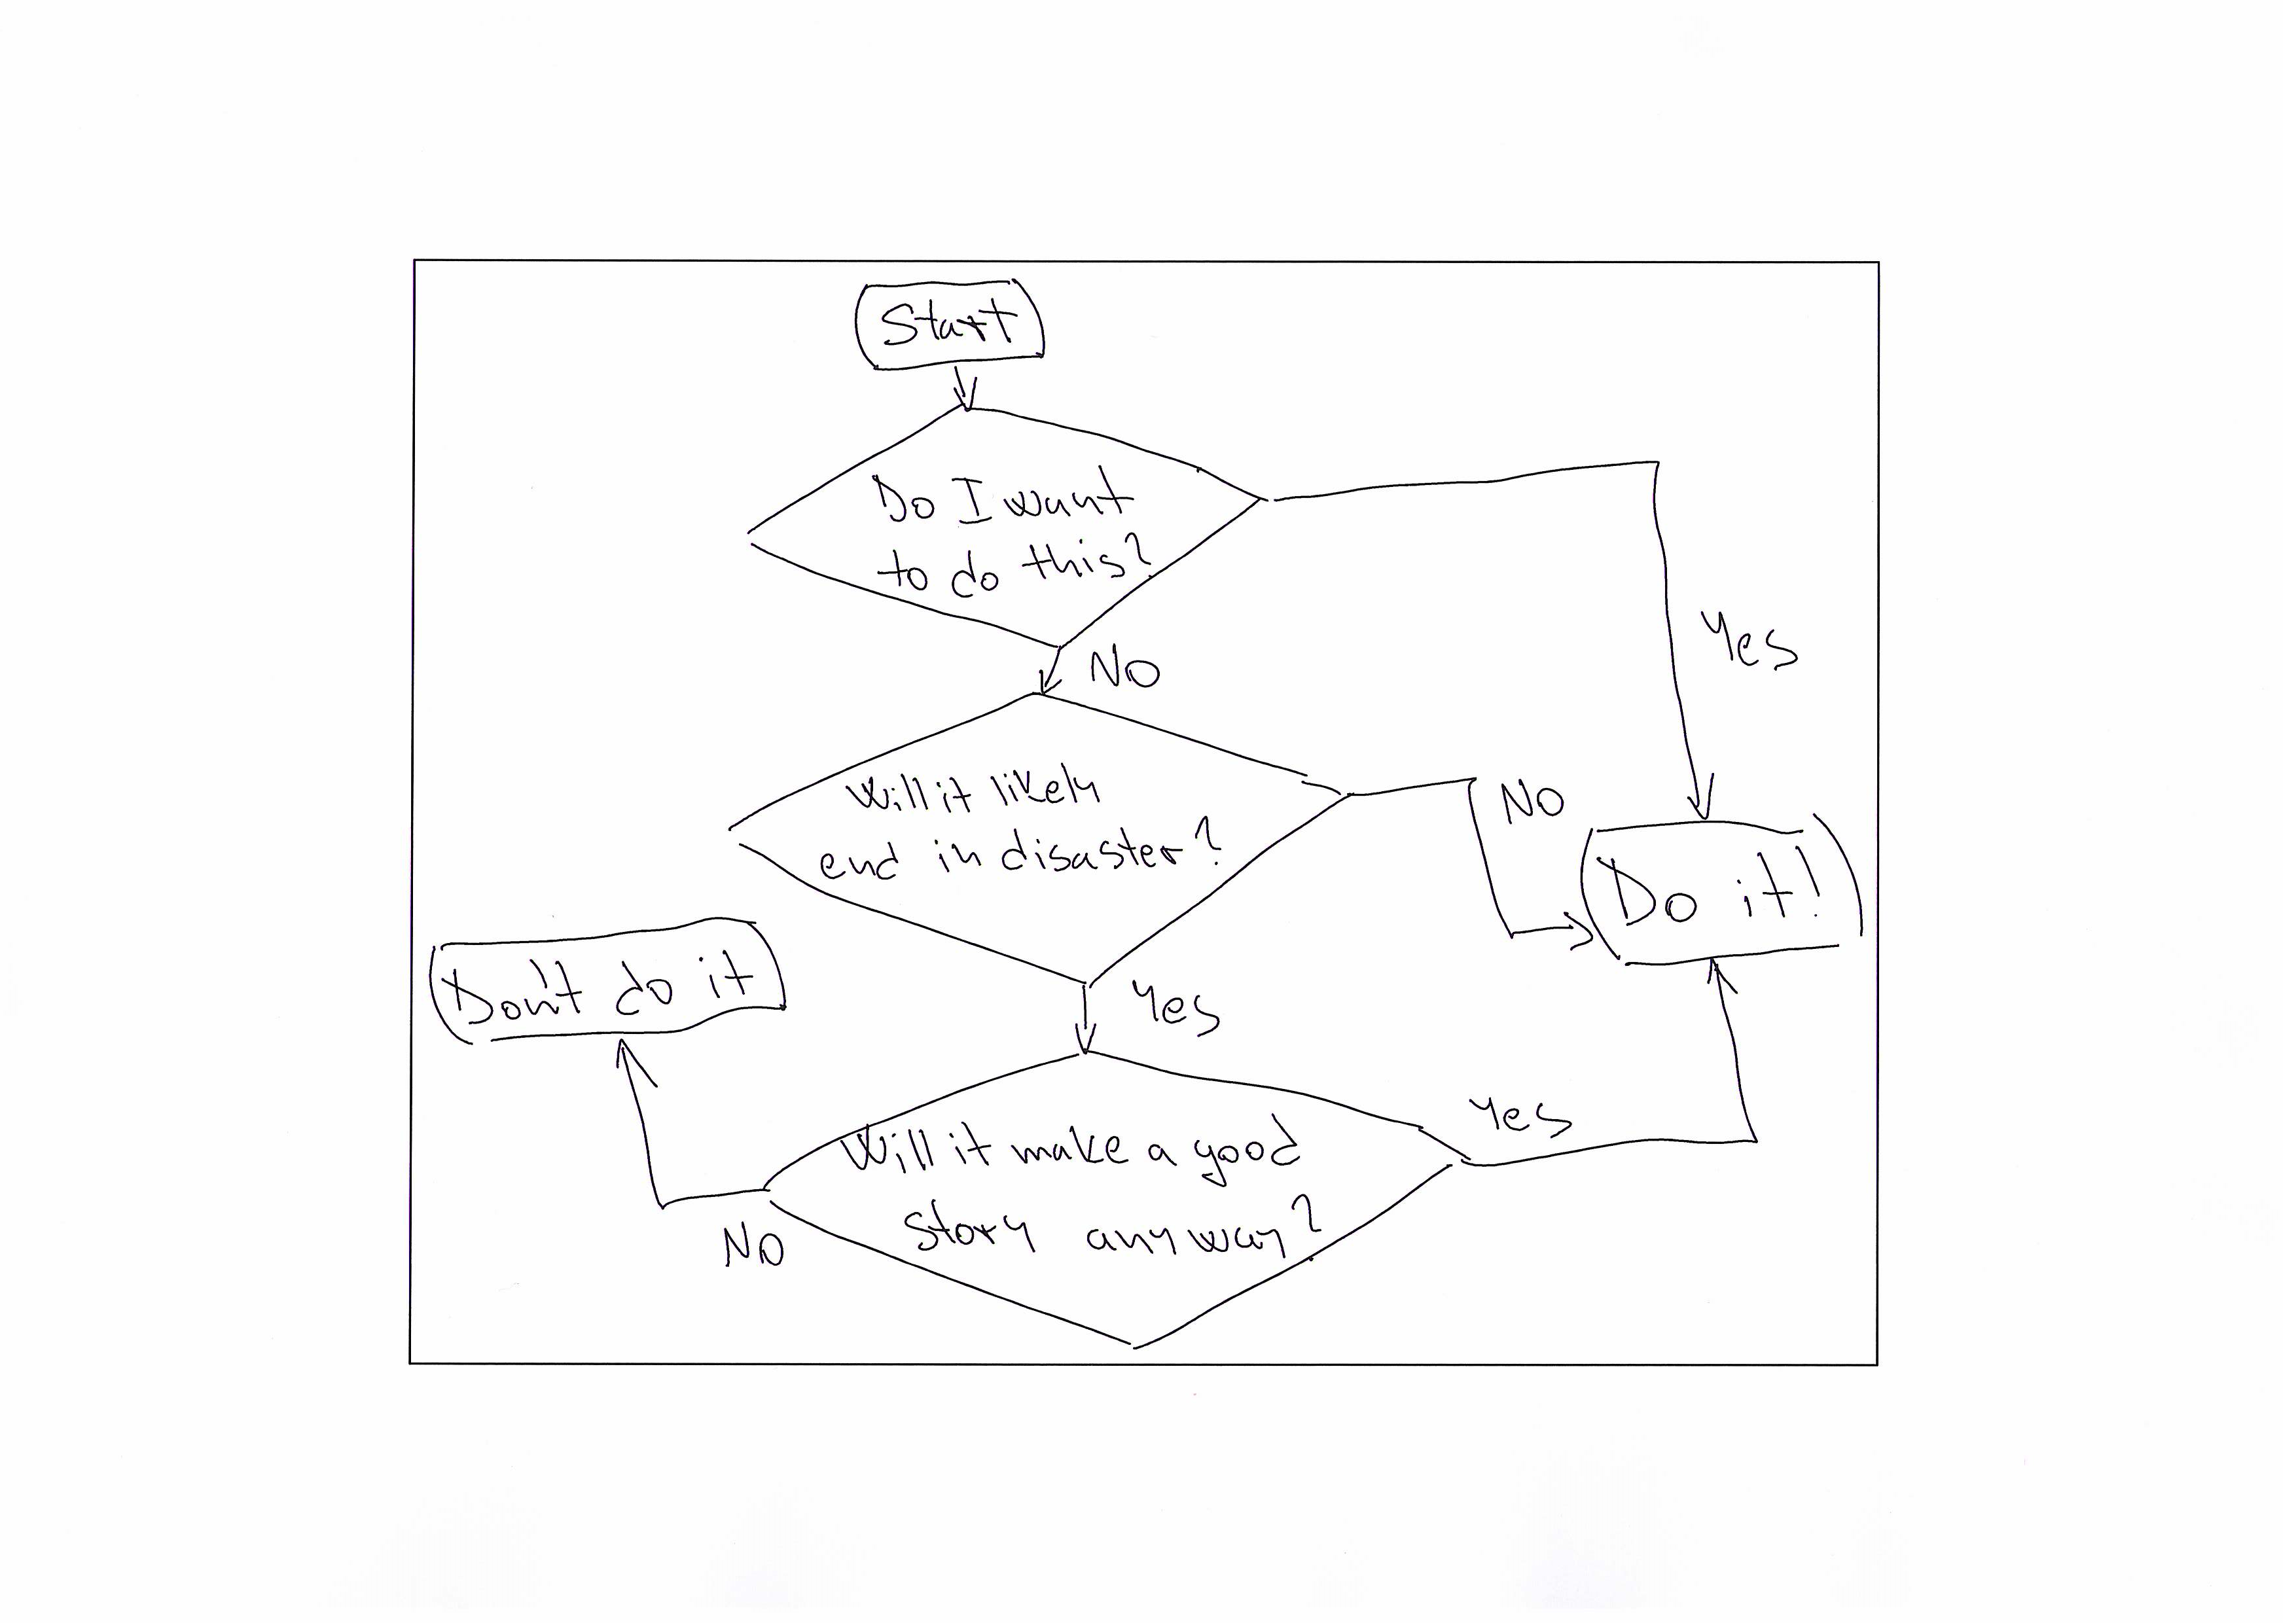 Start
Do I want
to do this?
Yes
NO
Will it likely
end in disaster?
NO
Do it!
Don't do it
Yes
Will it make a good
story anyway?
Yes
NO